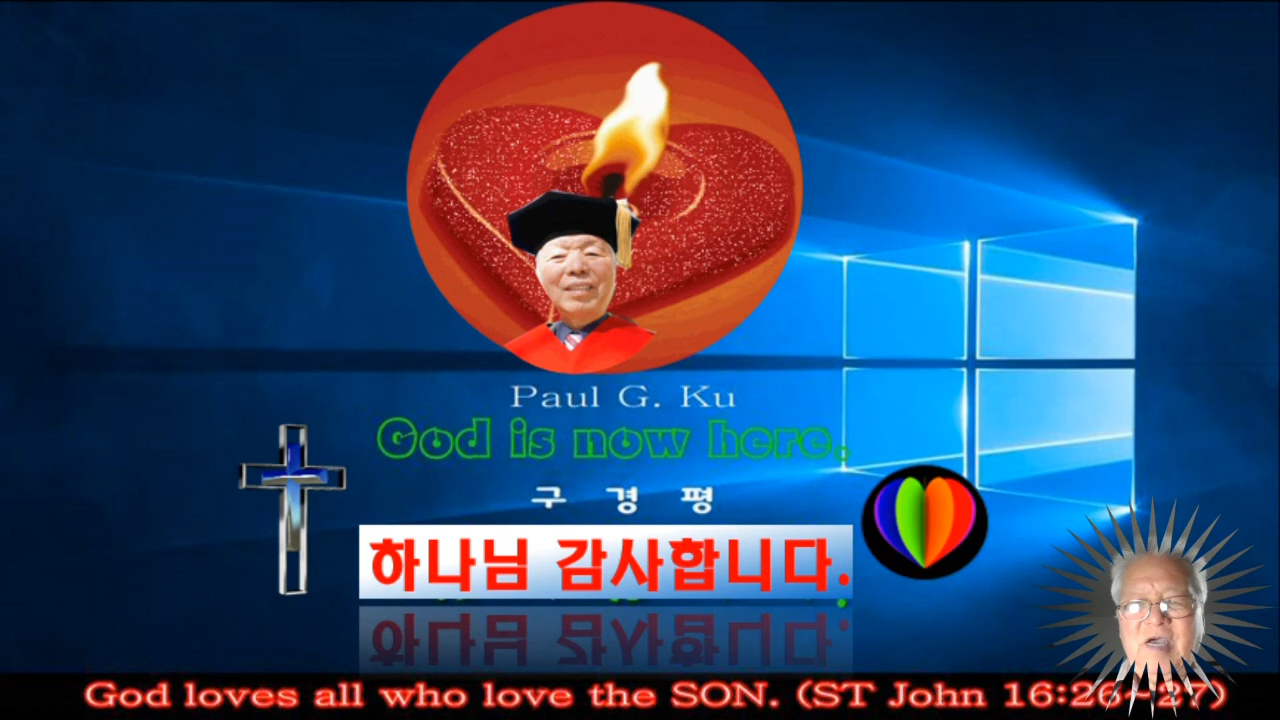 Paul G. Ku
God is now here.
구 경 평
하나님 감사합니다.
God loves all who love the SON. (ST John 16:26~27)